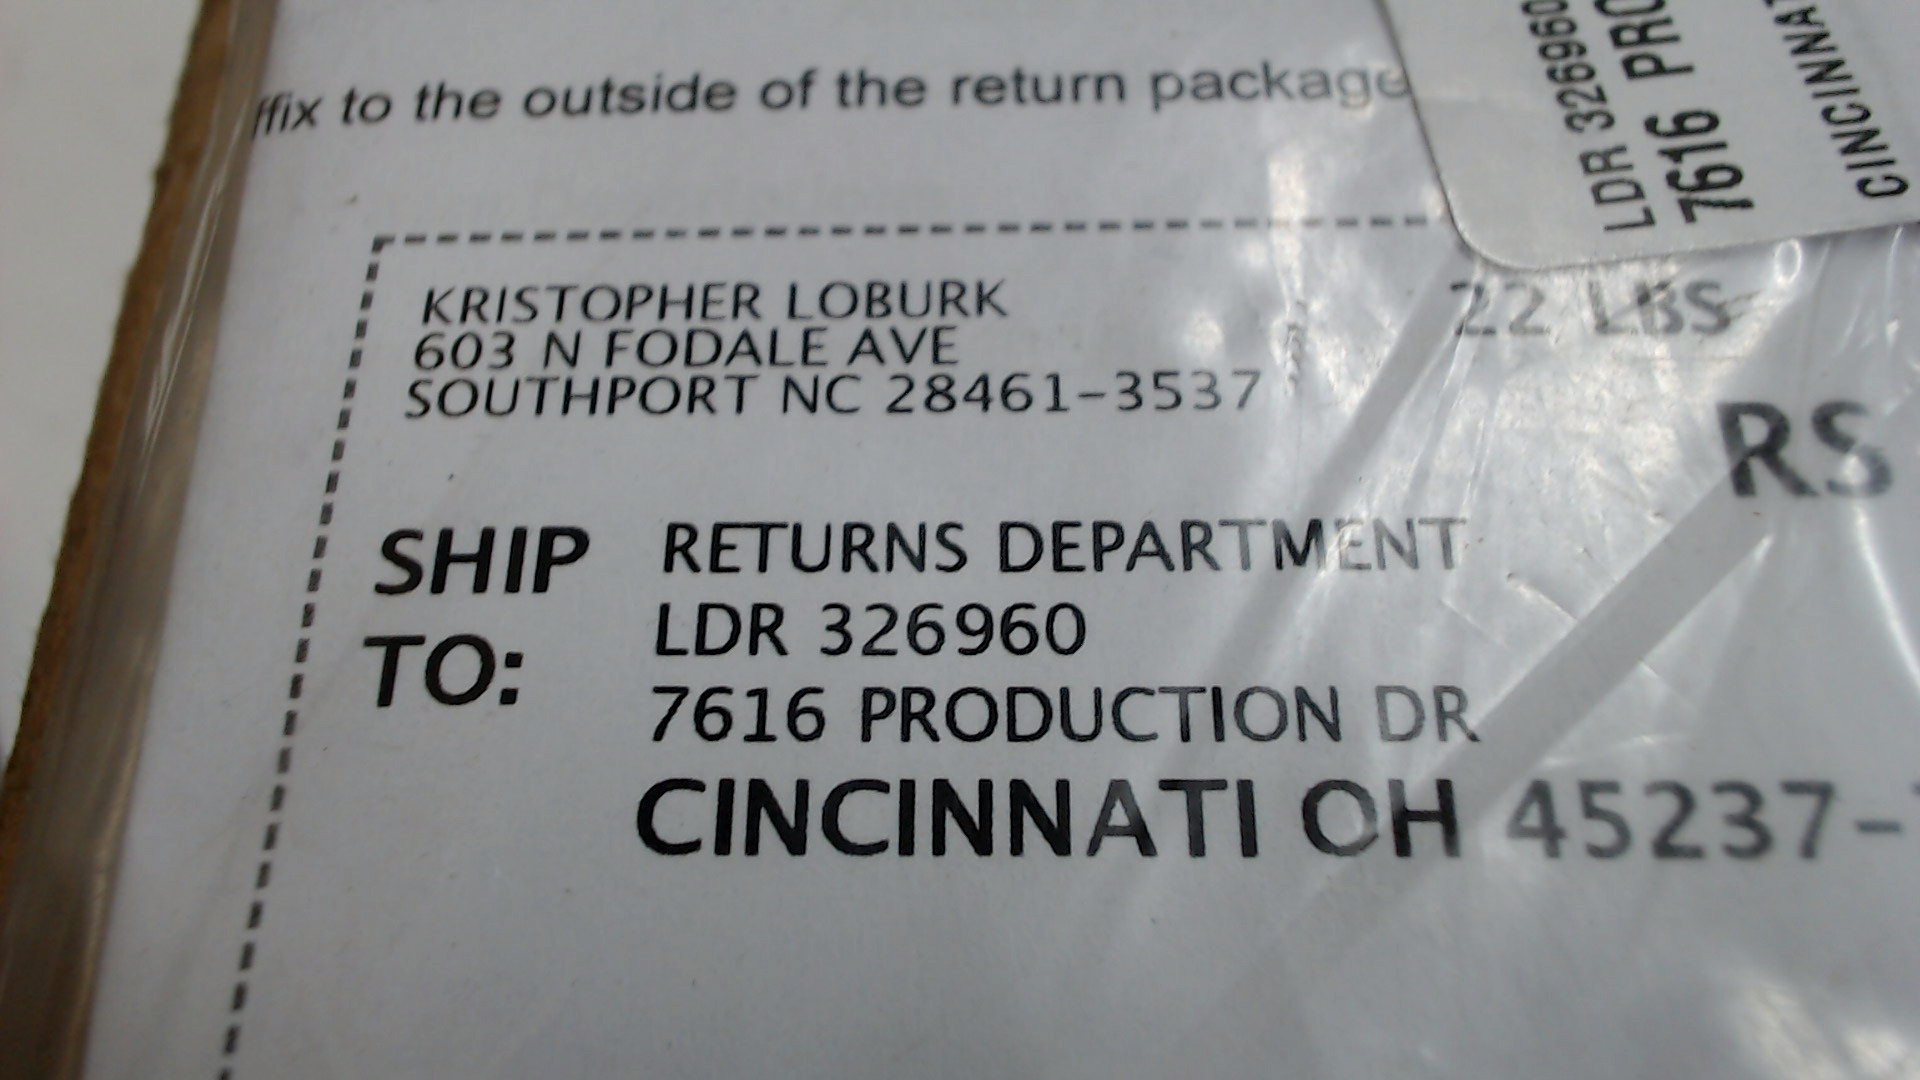 ffix to the outside of the return package
LDR 326960
7616 PRO
CINCINNAT
KRISTOPHER LOBURK
603 N FODALE AVE
SOUTHPORT NC 28461-3537
22 LBS
RS
SHIP TO:
RETURNS DEPARTMENT
LDR 326960
7616 PRODUCTION DR
CINCINNATI OH 45237-